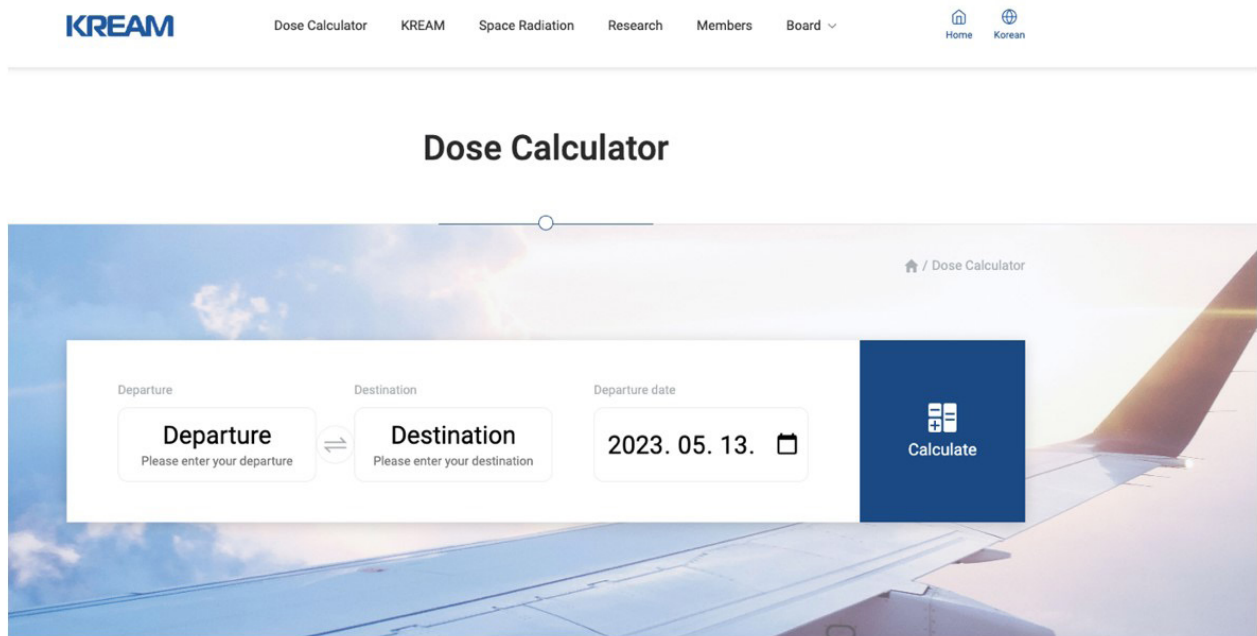 KREAM
Dose Calculator KREAM Space Radiation Research Members Board
Home Korean
Dose Calculator
/ Dose Calculator
Departure Destination Departure date
Departure Destination 2023. 05. 13.
Please enter your departure Please enter your destination
Calculate